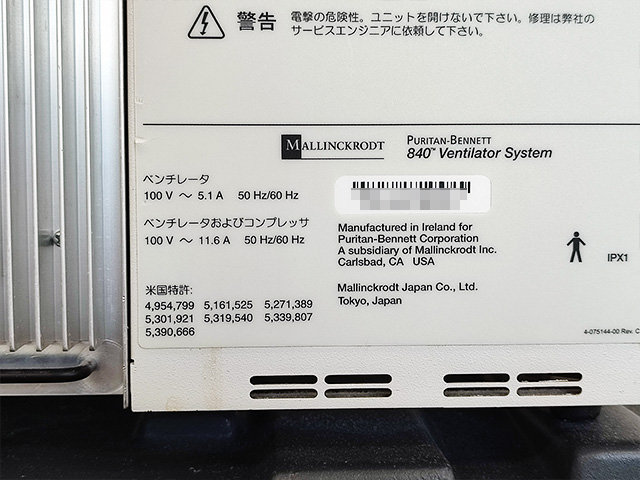 警告
電撃の危険性。ユニットを開けないで下さい。修理は弊社の
サービスエンジニアに依頼して下さい。
MALLINCKRODT
PURITAN-BENNETT
840™ Ventilator System
ベンチレータ
100 V ～ 5.1 A 50 Hz/60 Hz
ベンチレータおよびコンプレッサ
100 V ～ 11.6 A 50 Hz/60 Hz
Manufactured in Ireland for
Puritan-Bennett Corporation
A subsidiary of Mallinckrodt Inc.
Carlsbad, CA USA
IPX1
米国特許:
4,954,799 5,161,525 5,271,389
5,301,921 5,319,540 5,339,807
5,390,666
Mallinckrodt Japan Co., Ltd.
Tokyo, Japan
4-075144-00 Rev. C